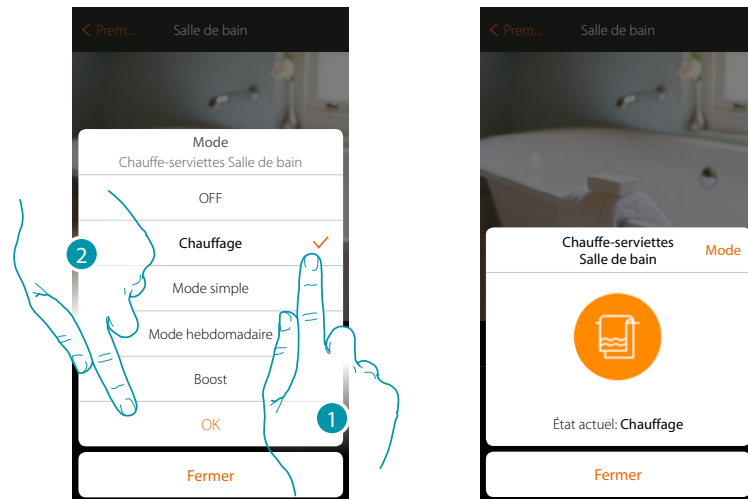 Prem...
Salle de bain
Mode
Chauffe-serviettes Salle de bain
OFF
Chauffage
Mode simple
Mode hebdomadaire
Boost
OK
Fermer
2
1
Prem...
Salle de bain
Chauffe-serviettes
Salle de bain
Mode
État actuel: Chauffage
Fermer